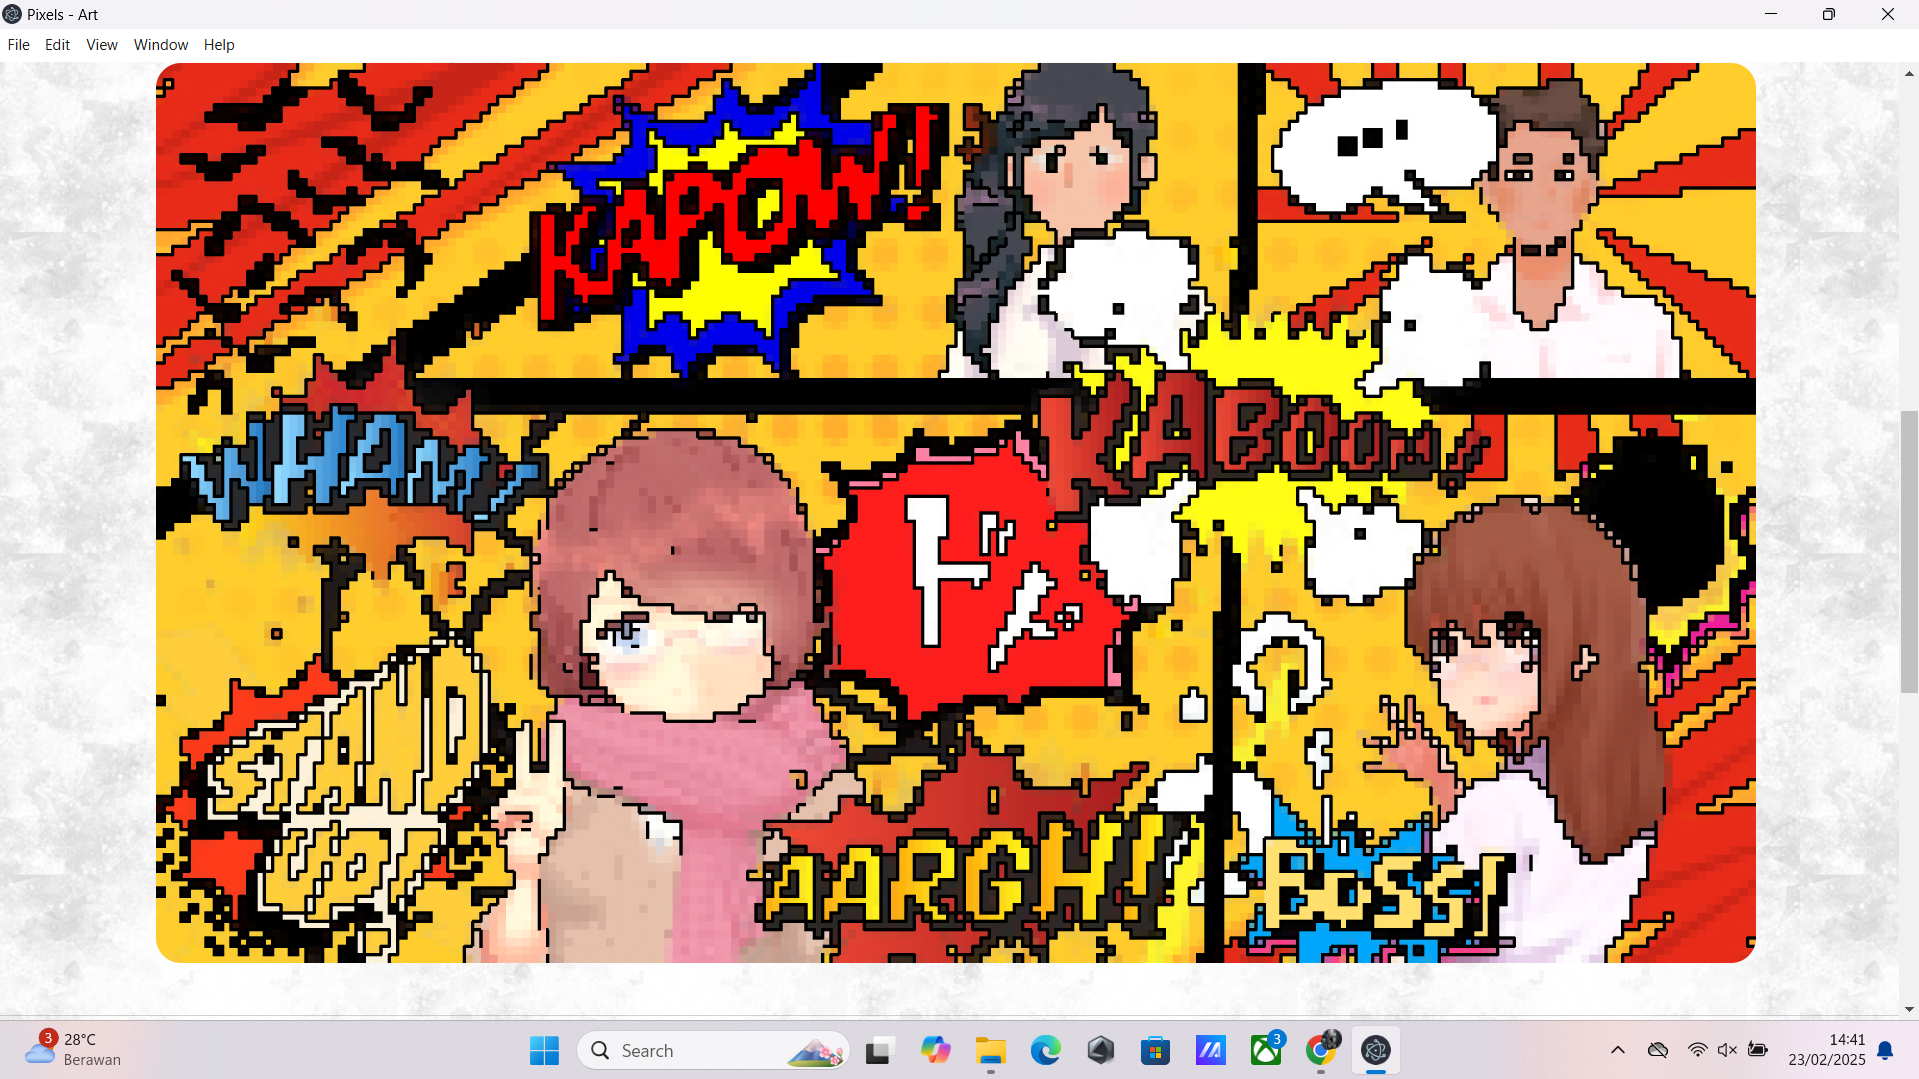 Pixels - Art
File Edit View Window Help
KAPOW!!
...
WHAM!
KABOOM!
ド
AARGH!!
?
BOSS!
3
28°C
Berawan
Search
3
14:41
23/02/2025